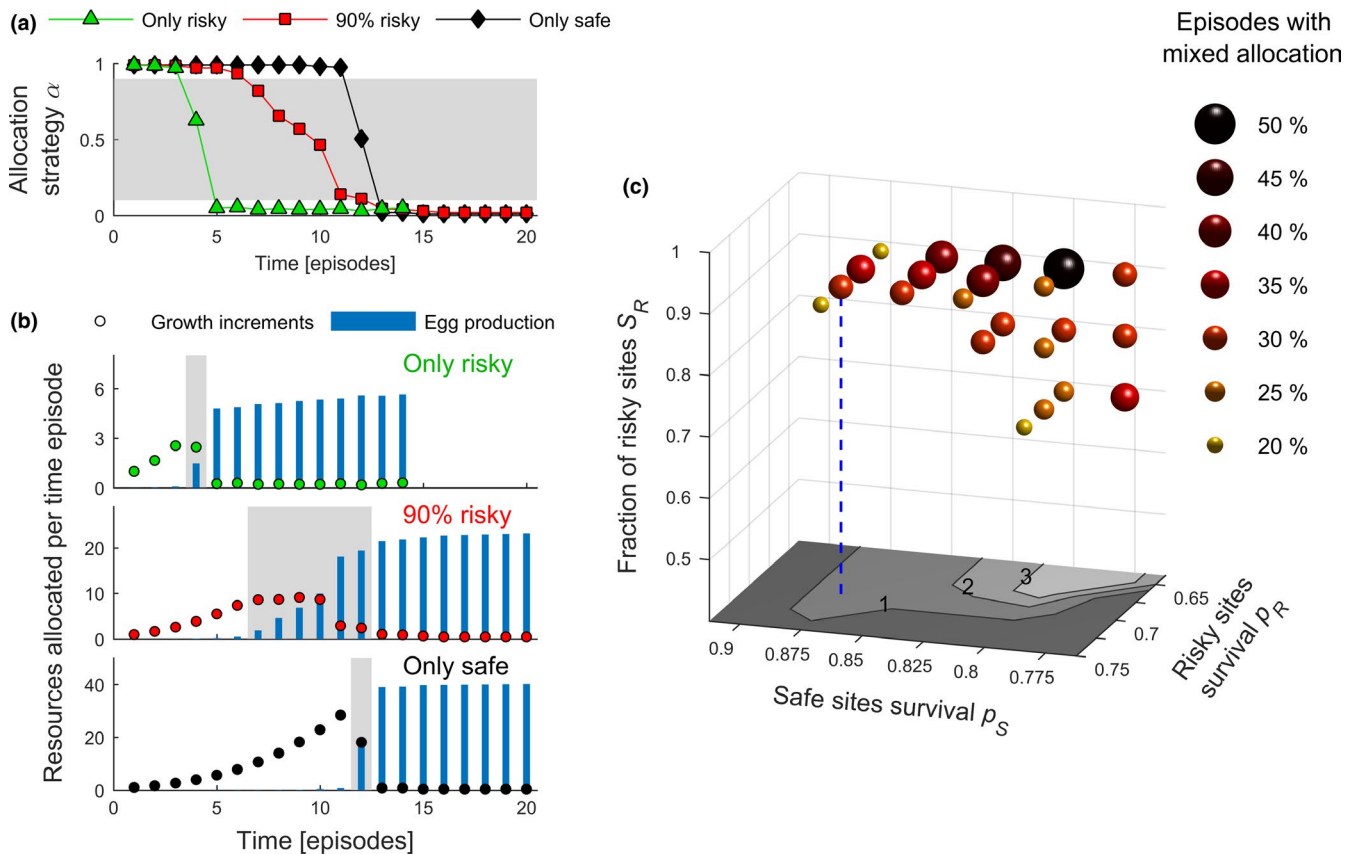 (a)
Only risky
90% risky
Only safe
Allocation
strategy α
1
0.5
0
0
5
10
15
20
Time [episodes]
(b)
Growth increments
Egg production
Resources allocated per time episode
Only risky
6
3
0
90% risky
20
10
0
Only safe
40
20
0
0
5
10
15
20
Time [episodes]
(c)
Fraction of risky sites S_R
1
0.9
0.8
0.7
0.6
0.5
1
2
3
0.9
0.875
0.85
0.825
0.8
0.775
Safe sites survival p_S
0.75
0.7
0.65
Risky sites
survival p_R
Episodes with
mixed allocation
50 %
45 %
40 %
35 %
30 %
25 %
20 %